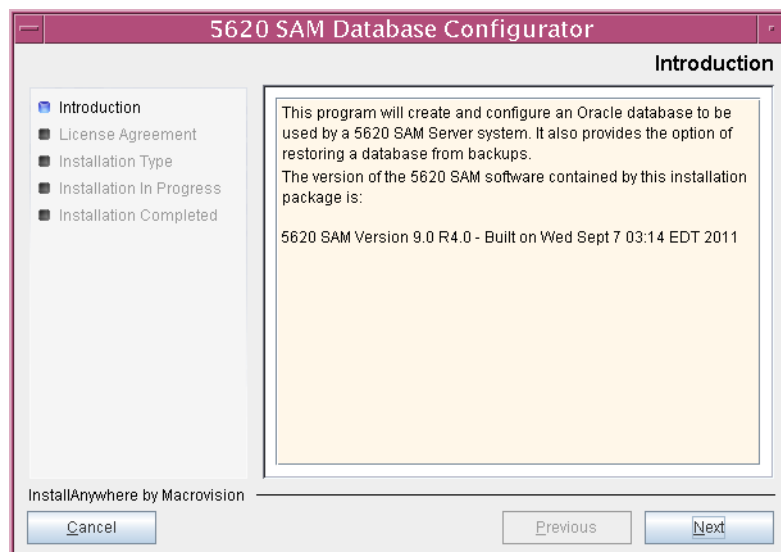 5620 SAM Database Configurator
Introduction
Introduction
License Agreement
Installation Type
Installation In Progress
Installation Completed
This program will create and configure an Oracle database to be
used by a 5620 SAM Server system. It also provides the option of
restoring a database from backups.
The version of the 5620 SAM software contained by this installation
package is:
5620 SAM Version 9.0 R4.0 - Built on Wed Sept 7 03:14 EDT 2011
InstallAnywhere by Macrovision
Cancel
Previous
Next